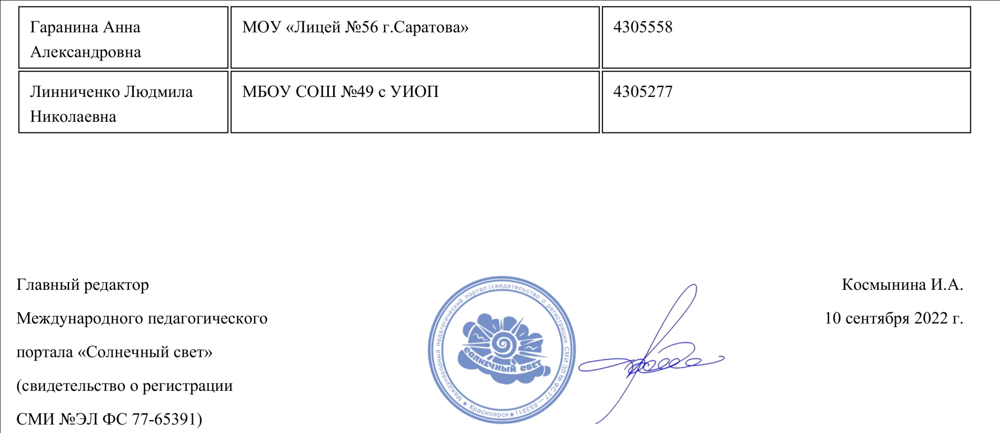 Гаранина Анна
Александровна
МОУ «Лицей №56 г.Саратова»
4305558
Линниченко Людмила
Николаевна
МБОУ СОШ №49 с УИОП
4305277
Главный редактор
Международного педагогического
портала «Солнечный свет»
(свидетельство о регистрации
СМИ №ЭЛ ФС 77-65391)
★ Международный педагогический портал (свидетельство о регистрации СМИ ЭЛ № ФС 77 — 65391) ★ Красноярск
СОЛНЕЧНЫЙ СВЕТ
Космынина И.А.
10 сентября 2022 г.